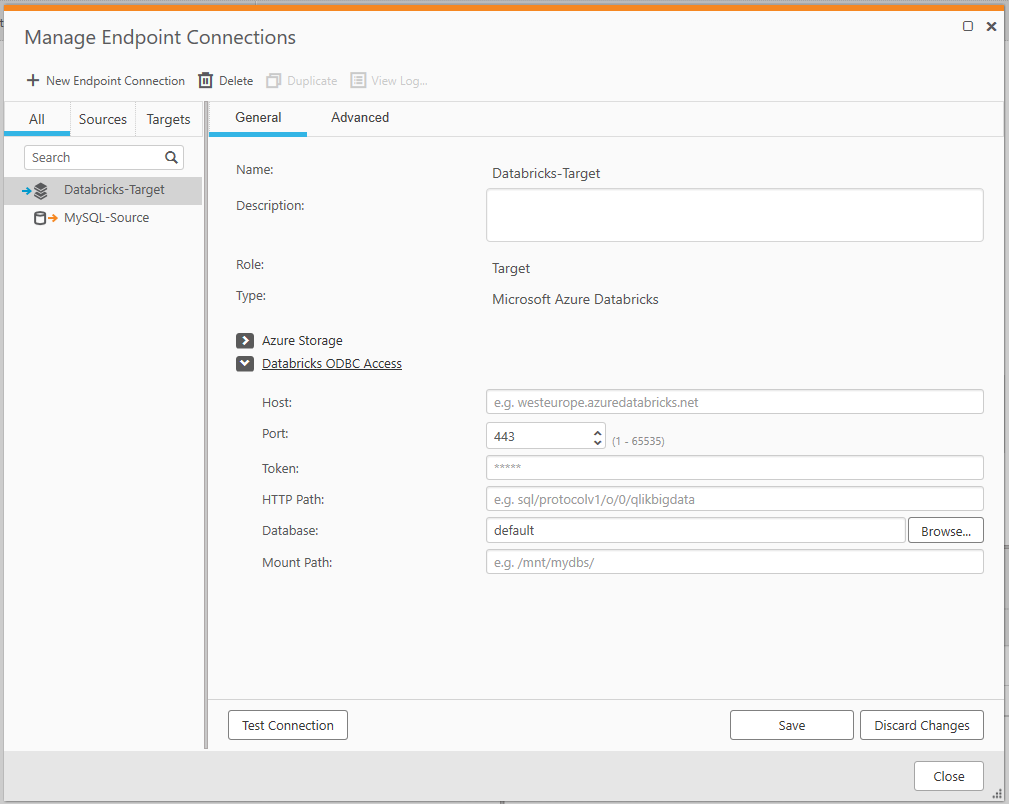 Manage Endpoint Connections
New Endpoint Connection Delete Duplicate View Log...
All Sources Targets
General Advanced
Search
Databricks-Target
MySQL-Source
Name: Databricks-Target
Description:
Role: Target
Type: Microsoft Azure Databricks
Azure Storage
Databricks ODBC Access
Host: e.g. westeurope.azuredatabricks.net
Port: 443 (1 - 65535)
Token: *****
HTTP Path: e.g. sql/protocolv1/o/0/qlikbigdata
Database: default Browse...
Mount Path: e.g. /mnt/mydbs/
Test Connection Save Discard Changes
Close